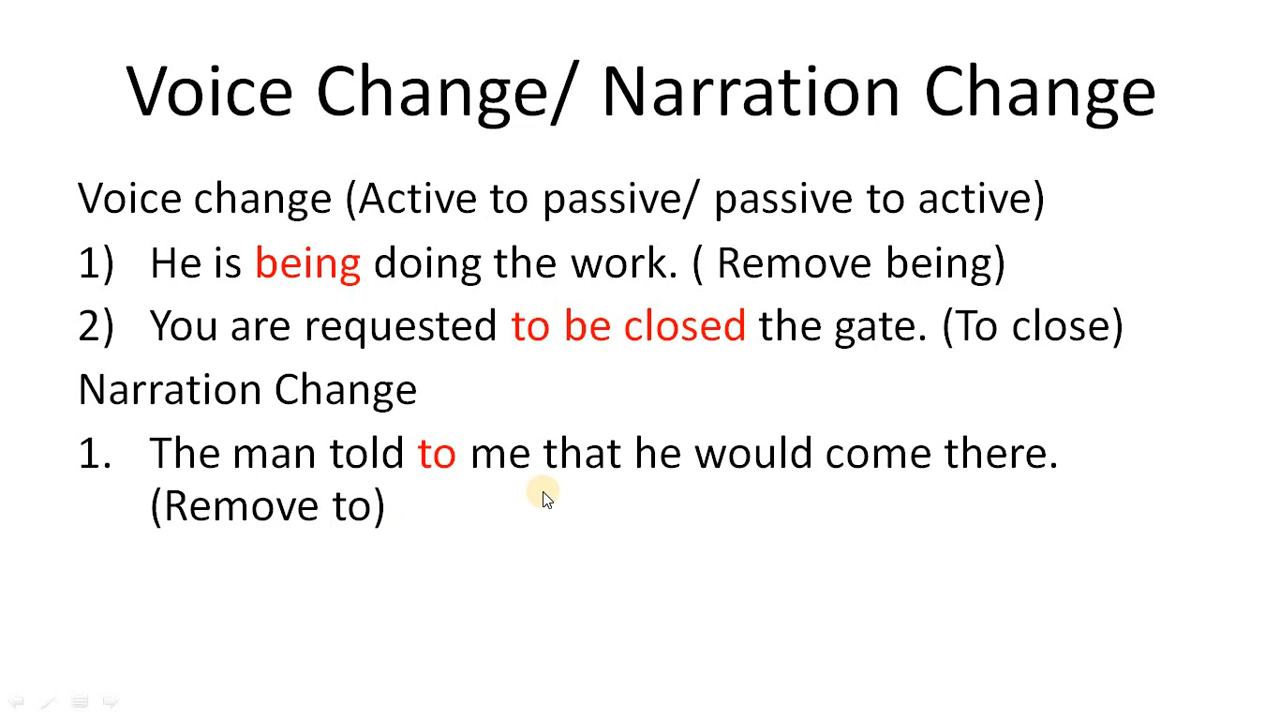 Voice Change/ Narration Change
Voice change (Active to passive/ passive to active)
1) He is being doing the work. ( Remove being)
2) You are requested to be closed the gate. (To close)
Narration Change
1. The man told to me that he would come there.
(Remove to)